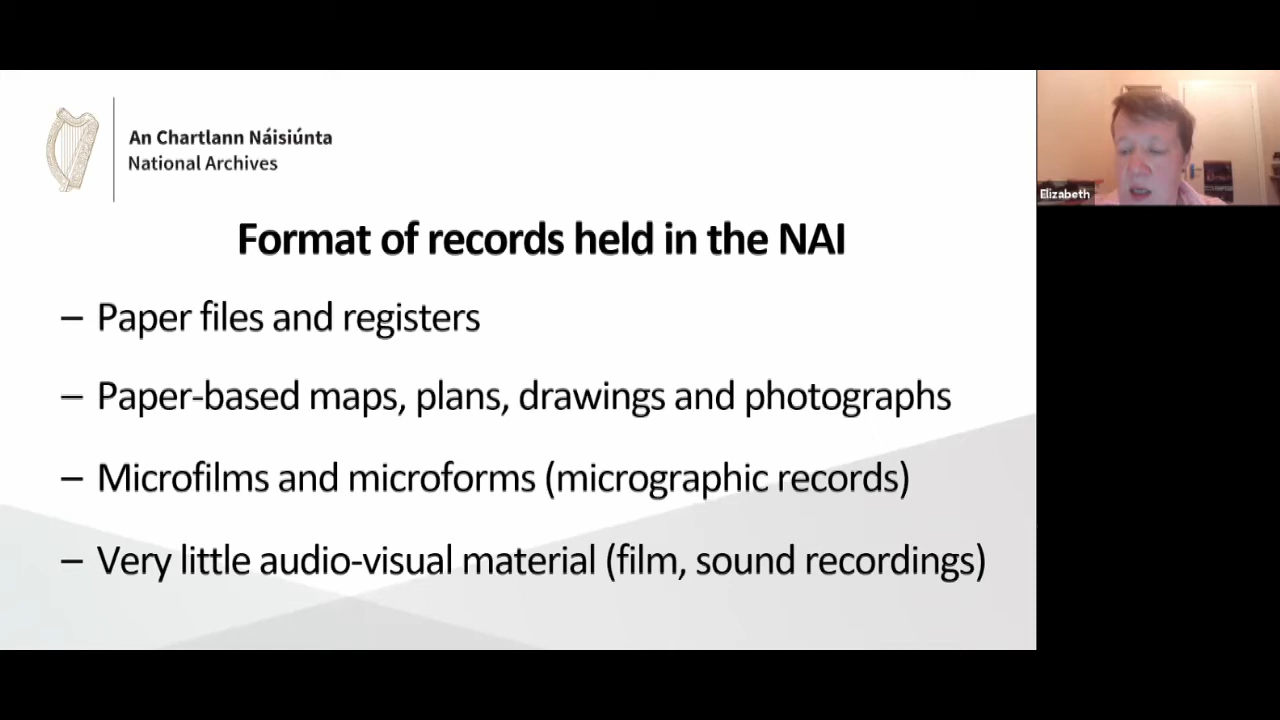 An Chartlann Náisiúnta
National Archives
Format of records held in the NAI
– Paper files and registers
– Paper-based maps, plans, drawings and photographs
– Microfilms and microforms (micrographic records)
– Very little audio-visual material (film, sound recordings)
Elizabeth